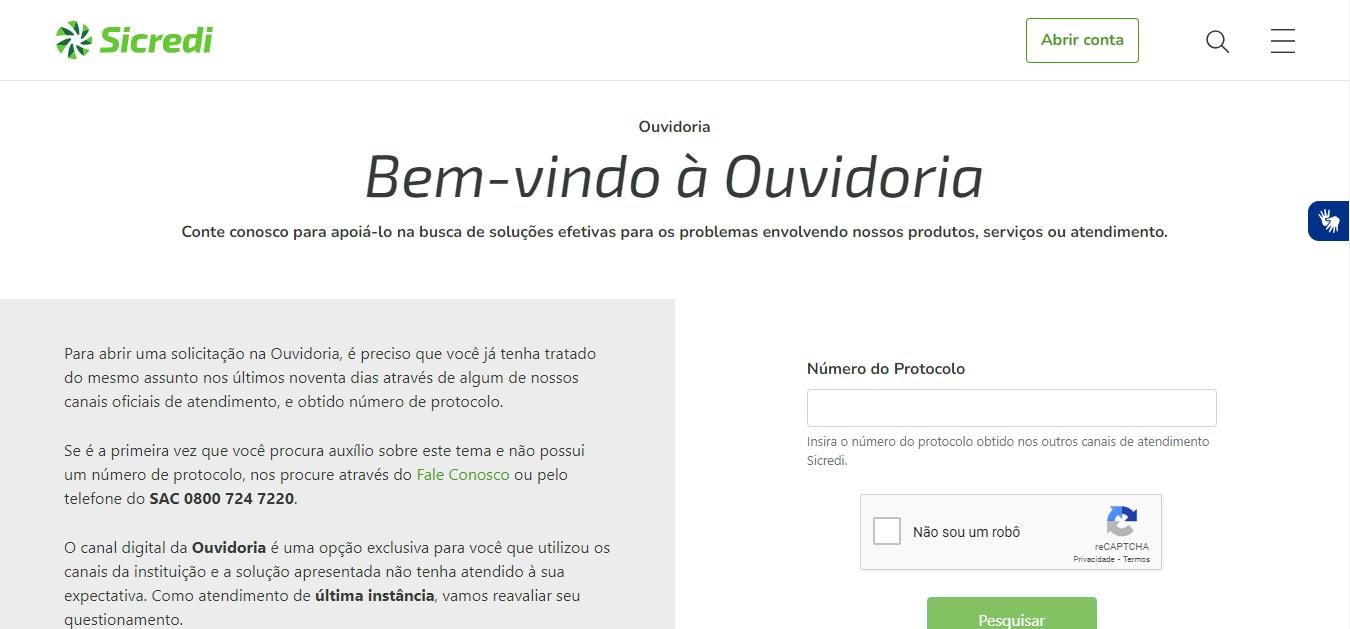 Sicredi
Abrir conta
Ouvidoria
Bem-vindo à Ouvidoria
Conte conosco para apoiá-lo na busca de soluções efetivas para os problemas envolvendo nossos produtos, serviços ou atendimento.
Para abrir uma solicitação na Ouvidoria, é preciso que você já tenha tratado
do mesmo assunto nos últimos noventa dias através de algum de nossos
canais oficiais de atendimento, e obtido número de protocolo.
Se é a primeira vez que você procura auxílio sobre este tema e não possui
um número de protocolo, nos procure através do Fale Conosco ou pelo
telefone do SAC 0800 724 7220.
O canal digital da Ouvidoria é uma opção exclusiva para você que utilizou os
canais da instituição e a solução apresentada não tenha atendido à sua
expectativa. Como atendimento de última instância, vamos reavaliar seu
questionamento.
Número do Protocolo
Insira o número do protocolo obtido nos outros canais de atendimento
Sicredi.
Não sou um robô
reCAPTCHA
Privacidade - Termos
Pesquisar